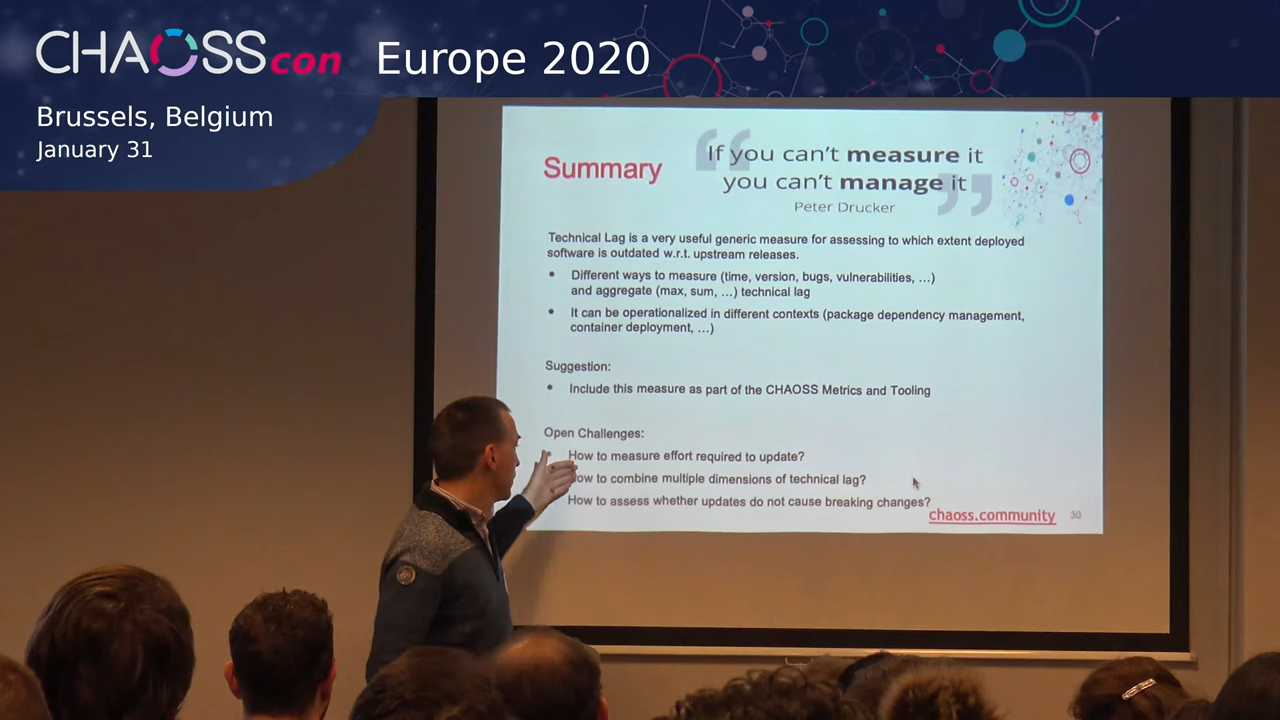 CHAOSScon Europe 2020
Brussels, Belgium
January 31
Summary
“ If you can’t measure it
you can’t manage it ”
Peter Drucker
Technical Lag is a very useful generic measure for assessing to which extent deployed
software is outdated w.r.t. upstream releases.
• Different ways to measure (time, version, bugs, vulnerabilities, …)
and aggregate (max, sum, …) technical lag
• It can be operationalized in different contexts (package dependency management,
container deployment, …)
Suggestion:
• Include this measure as part of the CHAOSS Metrics and Tooling
Open Challenges:
How to measure effort required to update?
ow to combine multiple dimensions of technical lag?
How to assess whether updates do not cause breaking changes?
chaoss.community 30